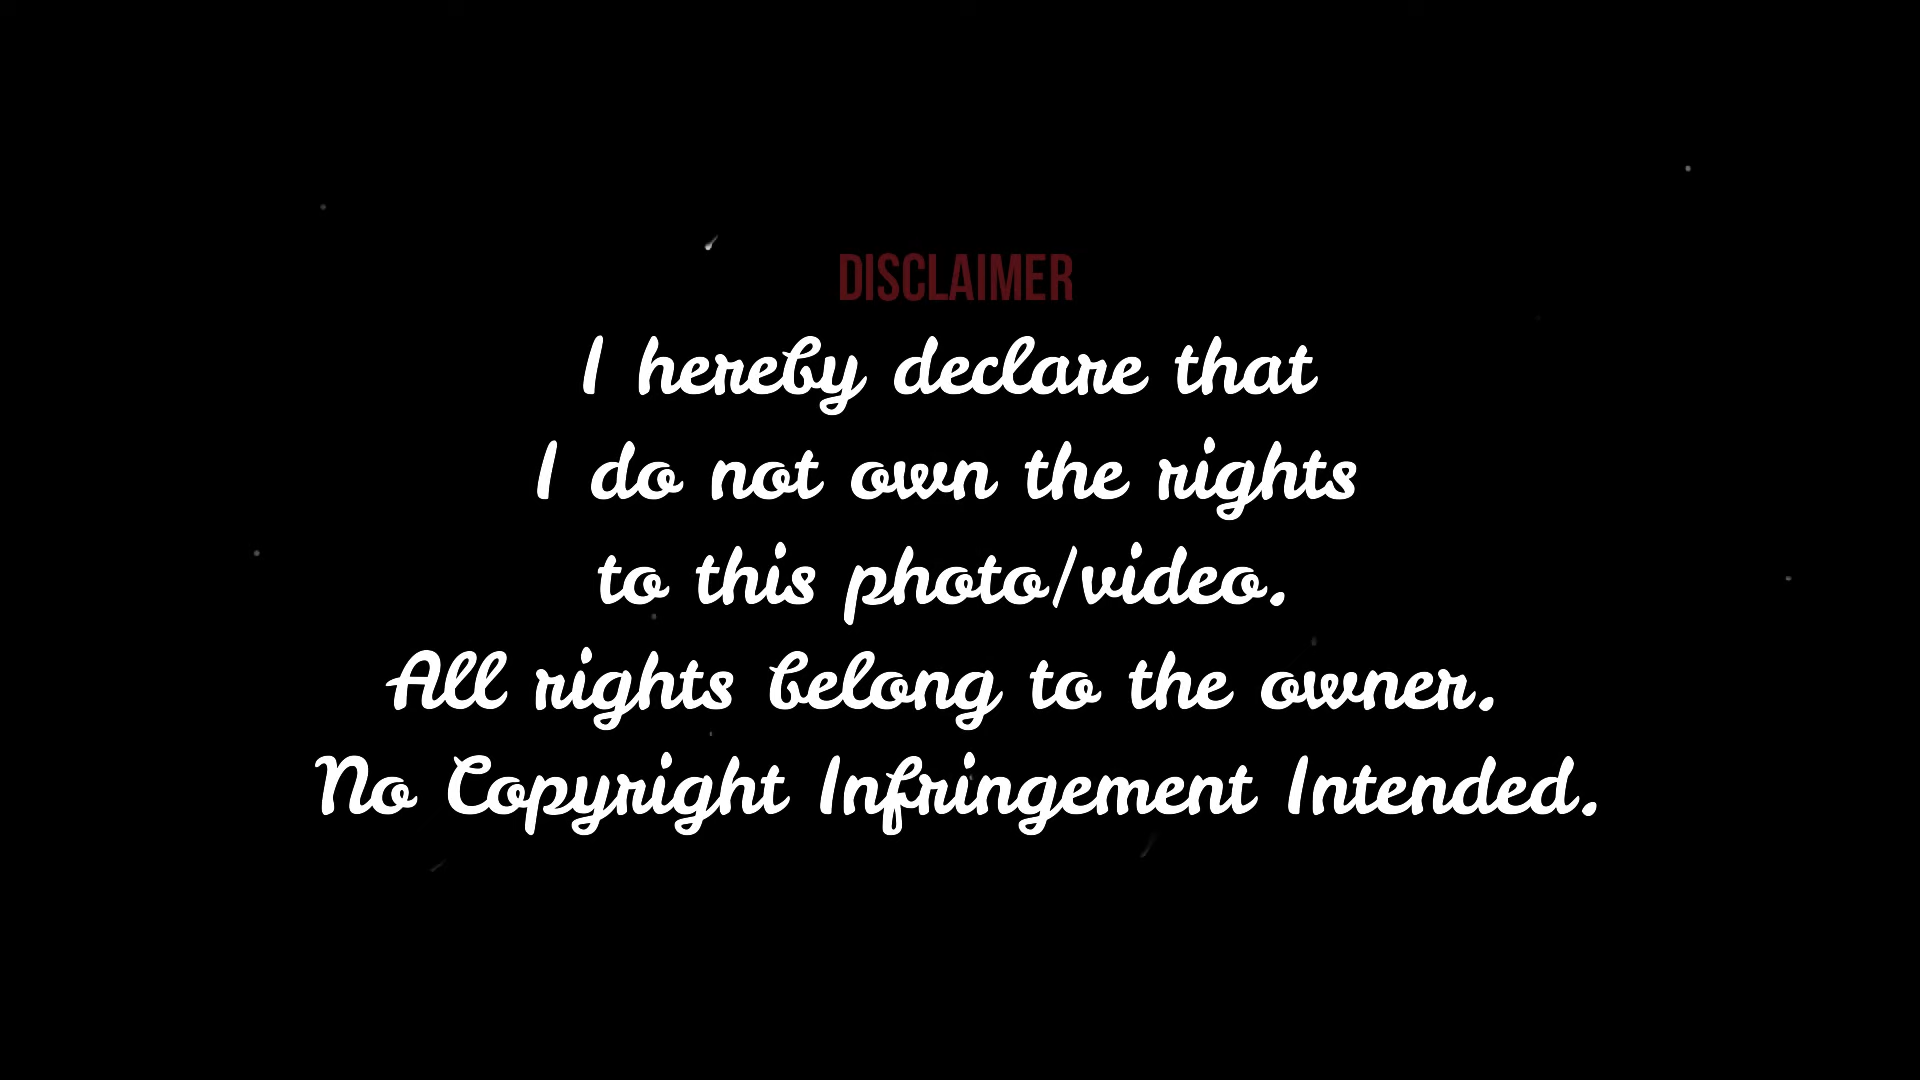 DISCLAIMER
I hereby declare that
I do not own the rights
to this photo/video.
All rights belong to the owner.
No Copyright Infringement Intended.